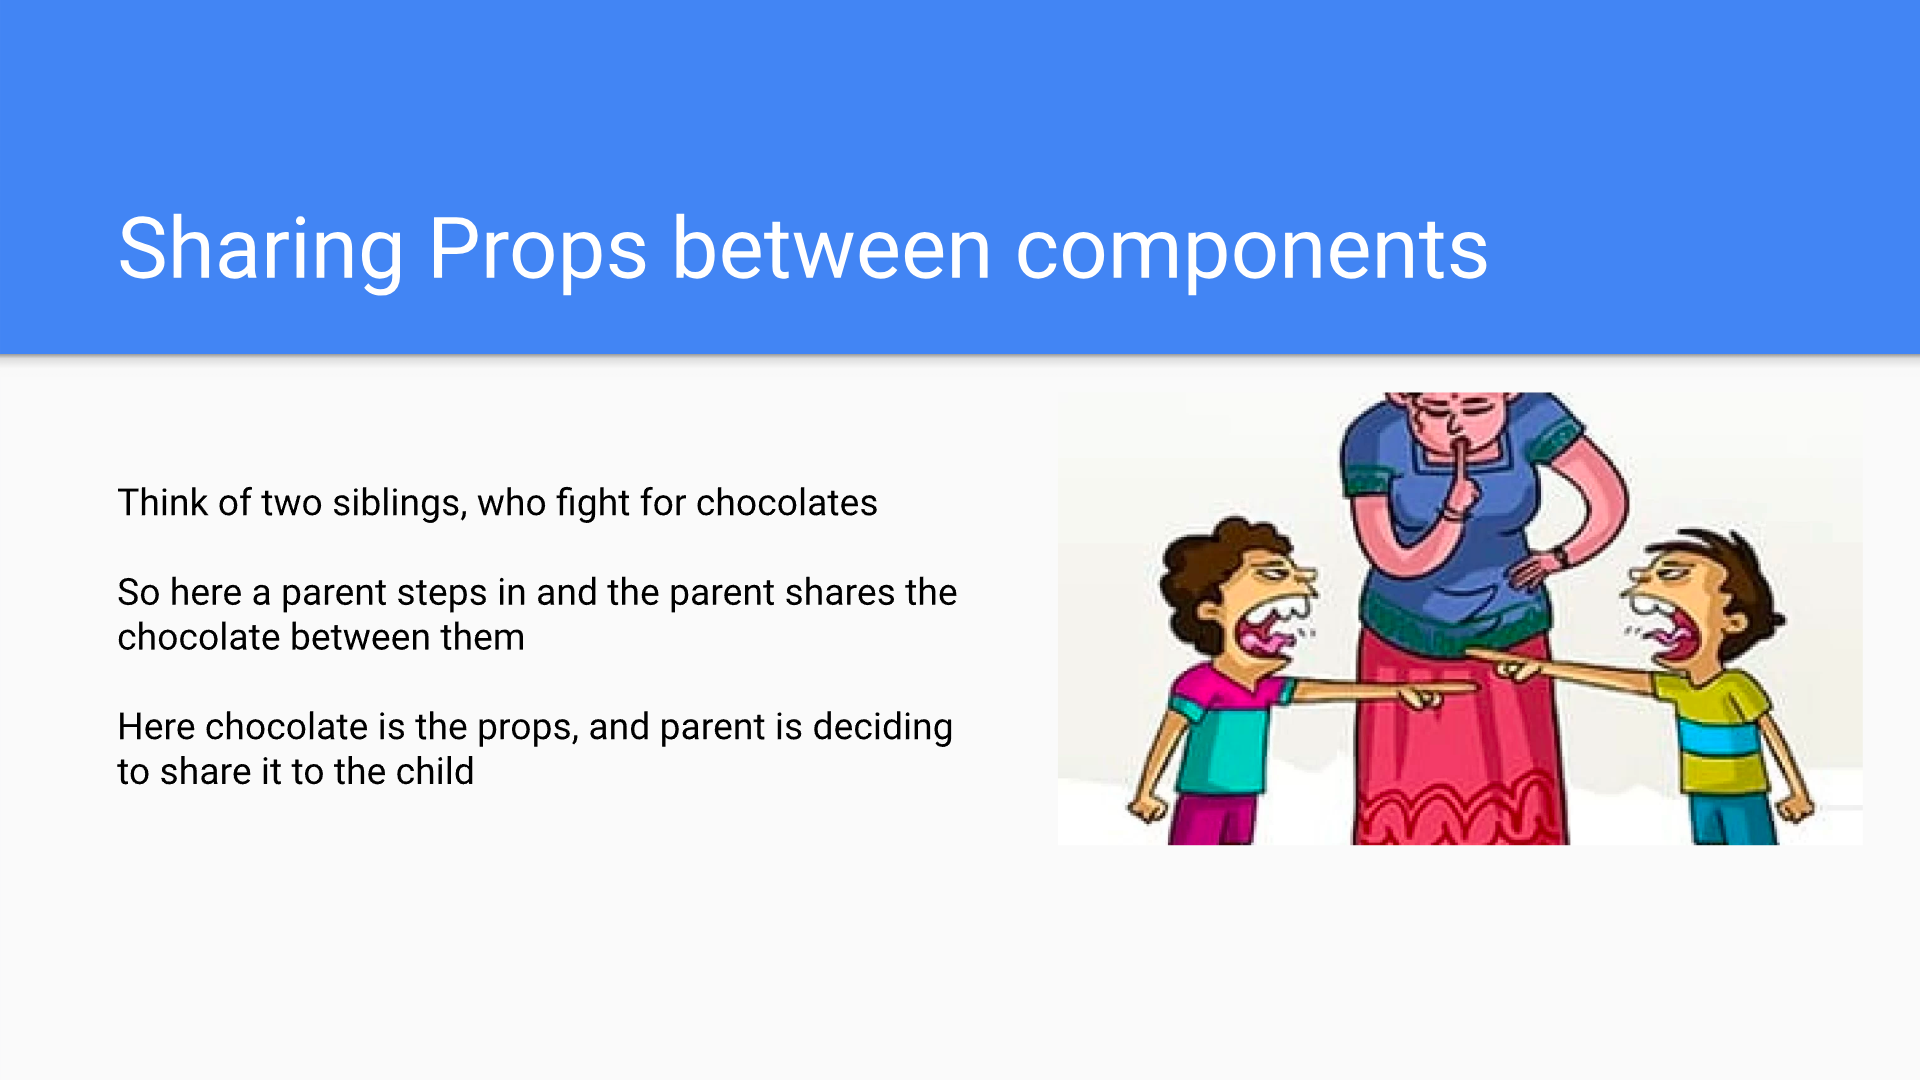 Sharing Props between components
Think of two siblings, who fight for chocolates
So here a parent steps in and the parent shares the
chocolate between them
Here chocolate is the props, and parent is deciding
to share it to the child